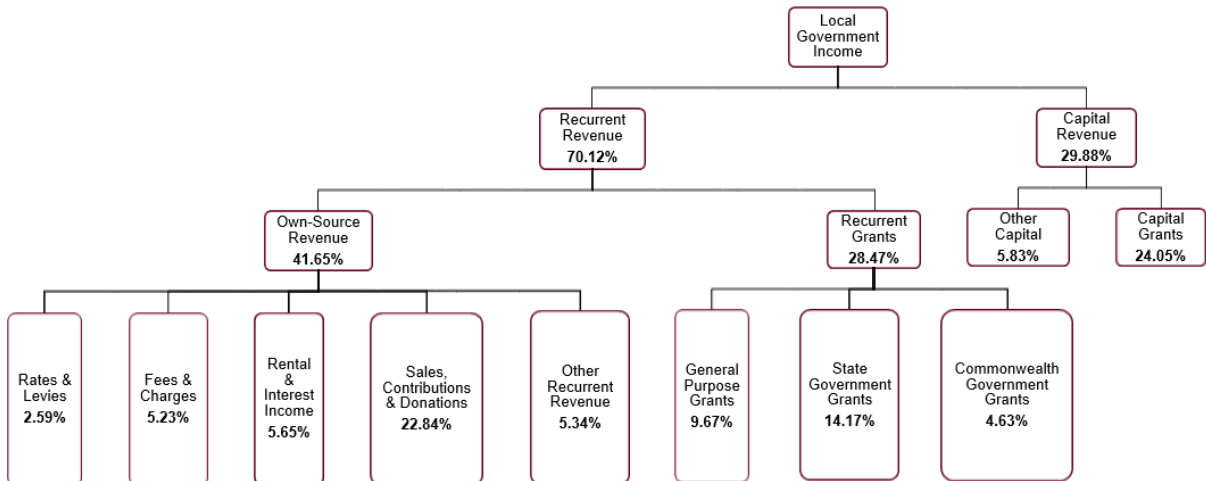 Local
Government
Income
Recurrent
Revenue
70.12%
Capital
Revenue
29.88%
Own-Source
Revenue
41.65%
Recurrent
Grants
28.47%
Other
Capital
5.83%
Capital
Grants
24.05%
Rates &
Levies
2.59%
Fees &
Charges
5.23%
Rental
&
Interest
Income
5.65%
Sales,
Contributions
& Donations
22.84%
Other
Recurrent
Revenue
5.34%
General
Purpose
Grants
9.67%
State
Government
Grants
14.17%
Commonwealth
Government
Grants
4.63%